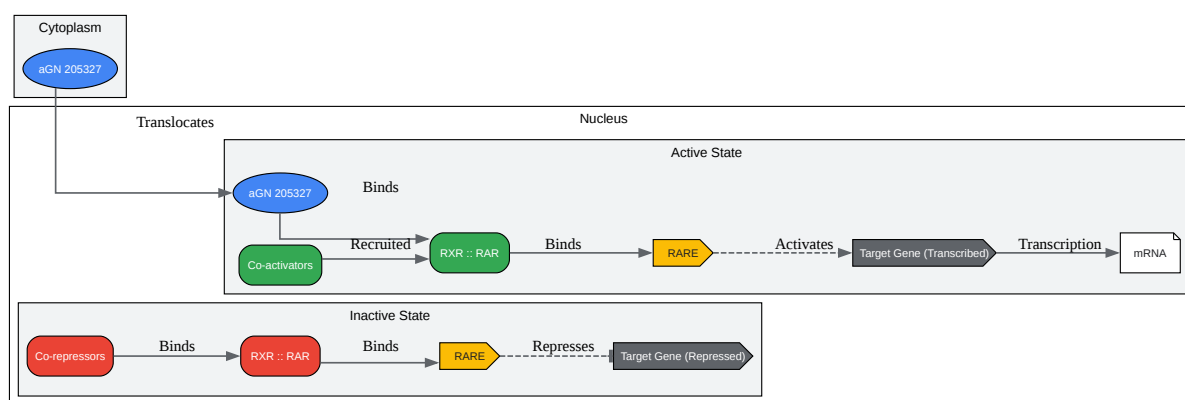 Cytoplasm
aGN 205327
Nucleus
Translocates
Active State
aGN 205327
Binds
Co-activators
Recruited
RXR :: RAR
Binds
RARE
Activates
Target Gene (Transcribed)
Transcription
mRNA
Inactive State
Co-repressors
Binds
RXR :: RAR
Binds
RARE
Represses
Target Gene (Repressed)